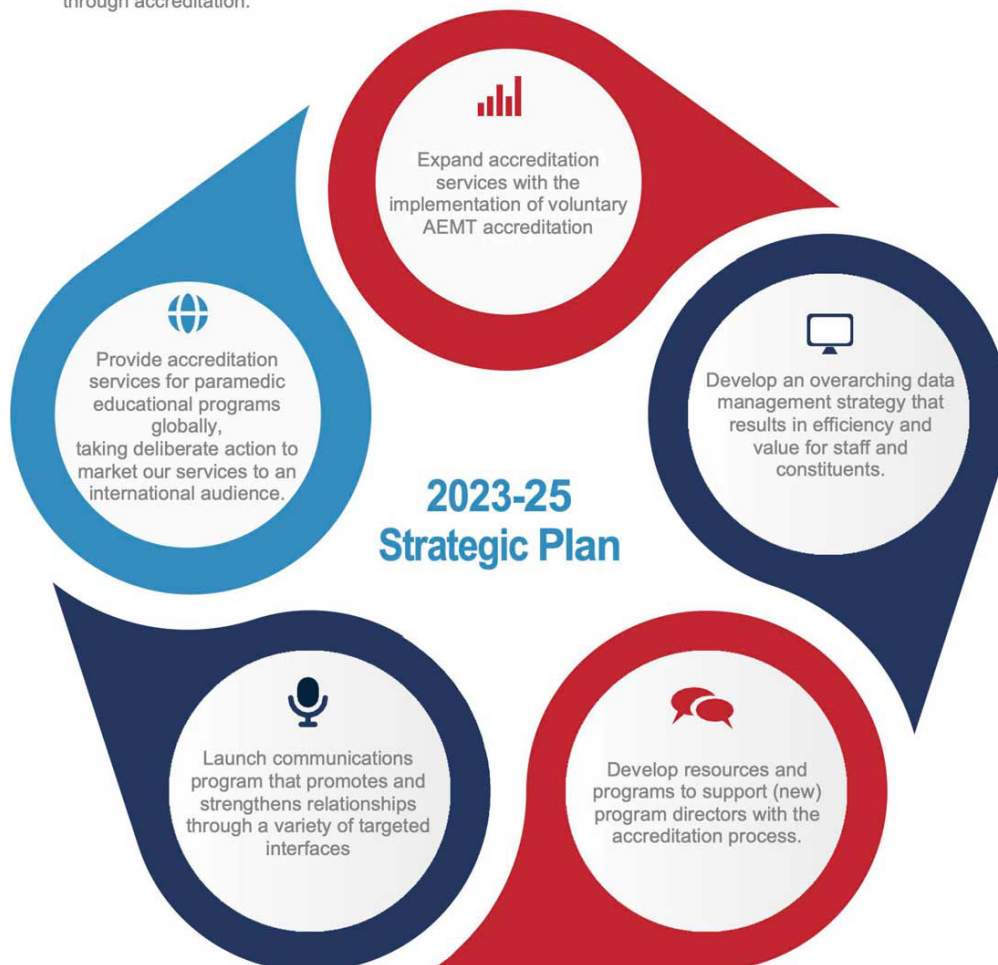 through accreditation.
Expand accreditation
services with the
implementation of voluntary
AEMT accreditation
Develop an overarching data
management strategy that
results in efficiency and
value for staff and
constituents.
Develop resources and
programs to support (new)
program directors with the
accreditation process.
Launch communications
program that promotes and
strengthens relationships
through a variety of targeted
interfaces
Provide accreditation
services for paramedic
educational programs
globally,
taking deliberate action to
market our services to an
international audience.
2023-25
Strategic Plan